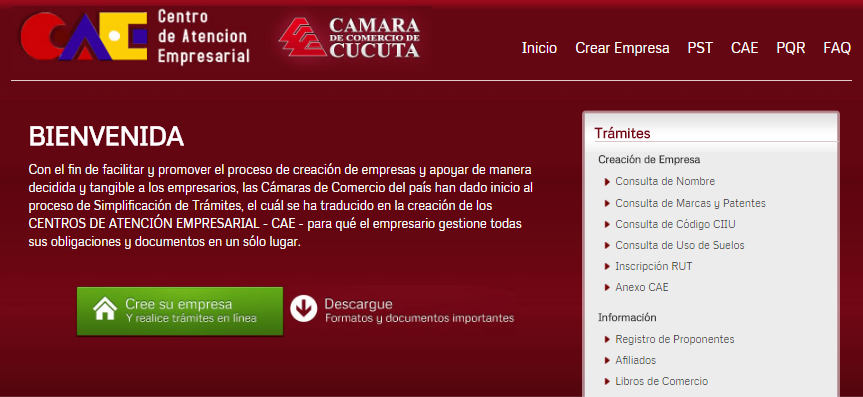 CAE Centro
de Atencion
Empresarial
CAMARA
DE COMERCIO DE
CUCUTA
Inicio Crear Empresa PST CAE PQR FAQ
BIENVENIDA
Con el fin de facilitar y promover el proceso de creación de empresas y apoyar de manera
decidida y tangible a los empresarios, las Cámaras de Comercio del país han dado inicio al
proceso de Simplificación de Trámites, el cuál se ha traducido en la creación de los
CENTROS DE ATENCIÓN EMPRESARIAL - CAE - para qué el empresario gestione todas
sus obligaciones y documentos en un sólo lugar.
Cree su empresa
Y realice trámites en línea
Descargue
Formatos y documentos importantes
Trámites
Creación de Empresa
Consulta de Nombre
Consulta de Marcas y Patentes
Consulta de Código CIIU
Consulta de Uso de Suelos
Inscripción RUT
Anexo CAE
Información
Registro de Proponentes
Afiliados
Libros de Comercio